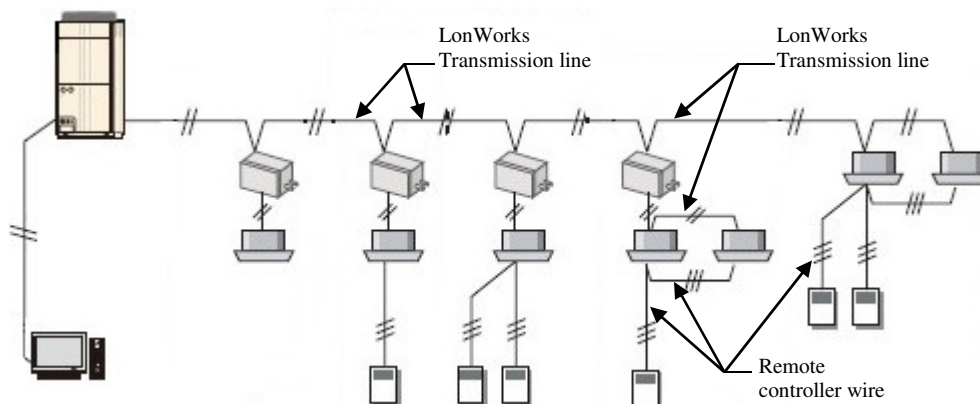 LonWorks
Transmission line
LonWorks
Transmission line
Remote
controller wire